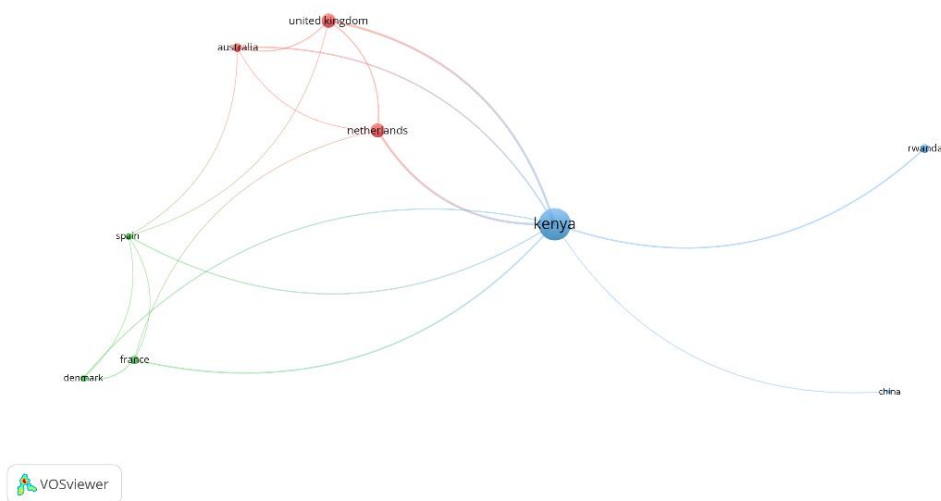 united kingdom
australia
netherlands
rwanda
kenya
spain
france
denmark
china
VOSviewer